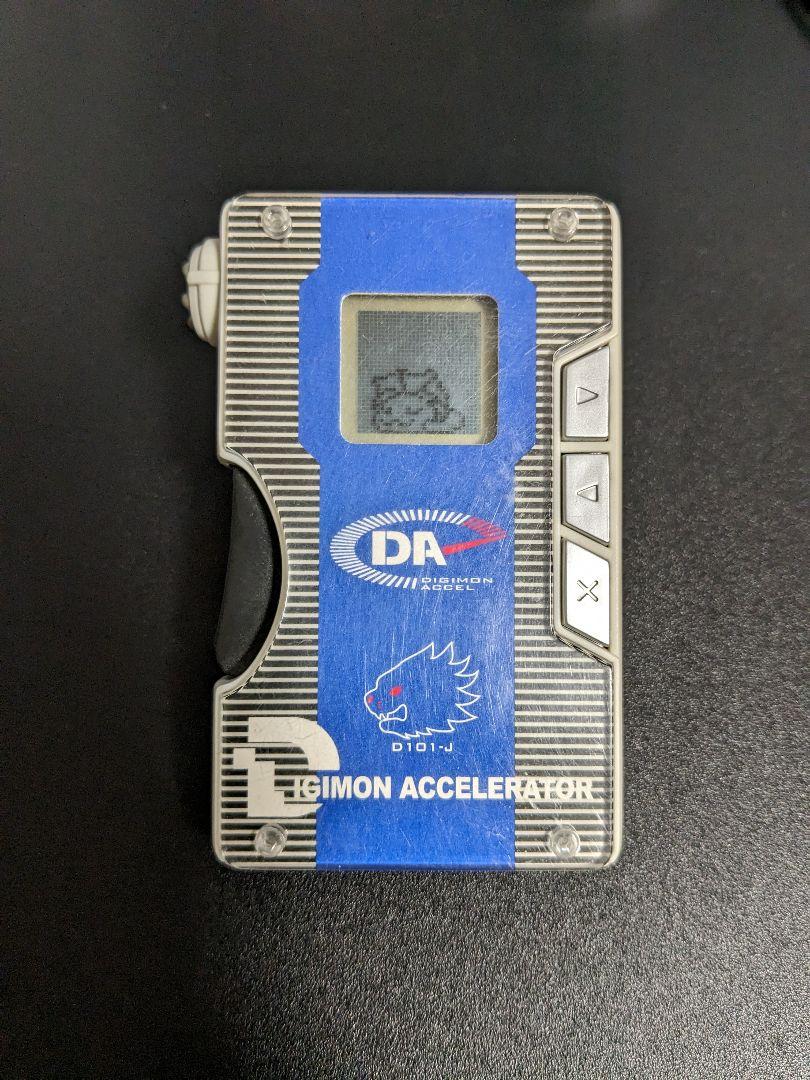 DA
DIGIMON
ACCEL
D101-J
DIGIMON ACCELERATOR